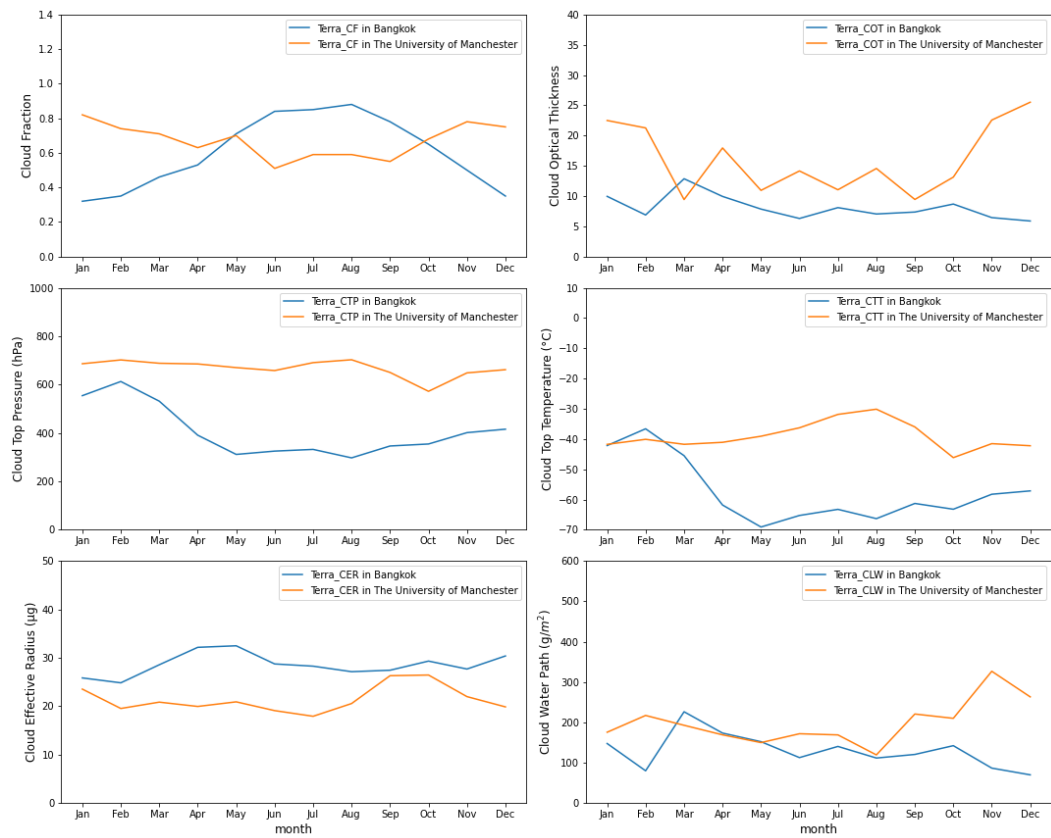 Cloud Fraction
1.4
1.2
1.0
0.8
0.6
0.4
0.2
0.0
Terra_CF in Bangkok
Terra_CF in The University of Manchester
Jan Feb Mar Apr May Jun Jul Aug Sep Oct Nov Dec
Cloud Optical Thickness
40
35
30
25
20
15
10
5
0
Terra_COT in Bangkok
Terra_COT in The University of Manchester
Jan Feb Mar Apr May Jun Jul Aug Sep Oct Nov Dec
Cloud Top Pressure (hPa)
1000
800
600
400
200
0
Terra_CTP in Bangkok
Terra_CTP in The University of Manchester
Jan Feb Mar Apr May Jun Jul Aug Sep Oct Nov Dec
Cloud Top Temperature (°C)
10
0
−10
−20
−30
−40
−50
−60
−70
Terra_CTT in Bangkok
Terra_CTT in The University of Manchester
Jan Feb Mar Apr May Jun Jul Aug Sep Oct Nov Dec
Cloud Effective Radius (μg)
50
40
30
20
10
0
Terra_CER in Bangkok
Terra_CER in The University of Manchester
Jan Feb Mar Apr May Jun Jul Aug Sep Oct Nov Dec
month
Cloud Water Path (g/m²)
600
500
400
300
200
100
0
Terra_CLW in Bangkok
Terra_CLW in The University of Manchester
Jan Feb Mar Apr May Jun Jul Aug Sep Oct Nov Dec
month